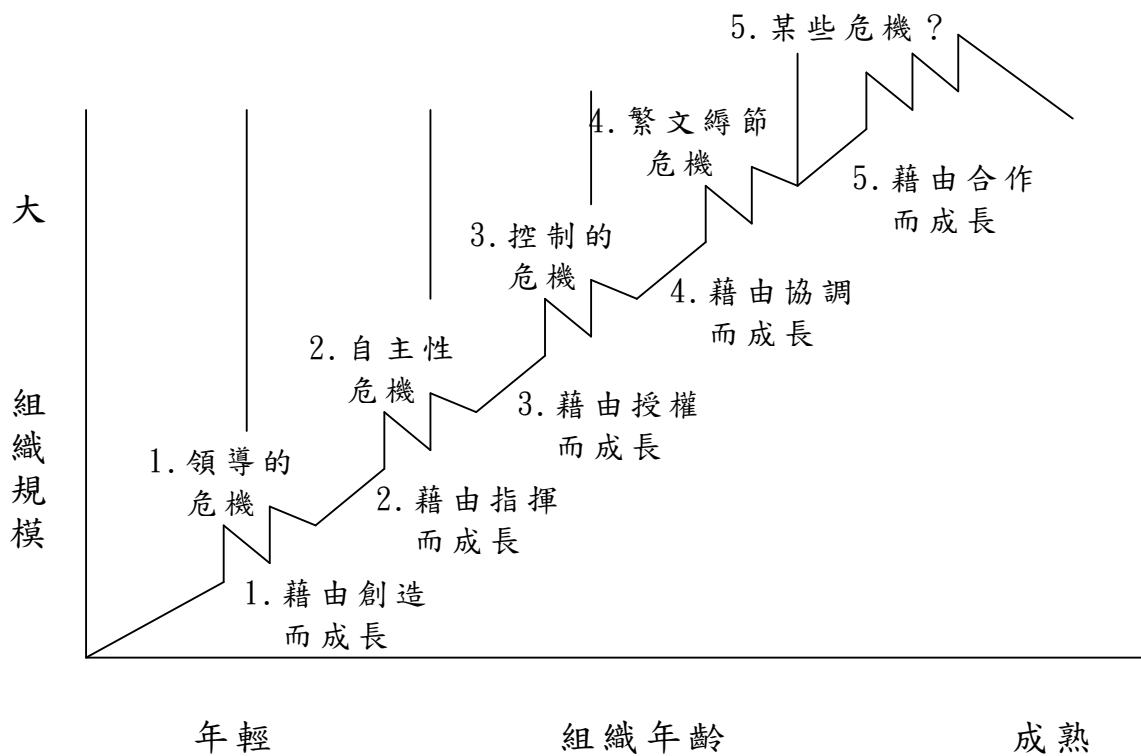 5.某些危機？
4.繁文縟節
危機
大
5.藉由合作
而成長
3.控制的
危機
4.藉由協調
而成長
2.自主性
危機
組
織
規
模
3.藉由授權
而成長
1.領導的
危機
2.藉由指揮
而成長
1.藉由創造
而成長
年輕
組織年齡
成熟